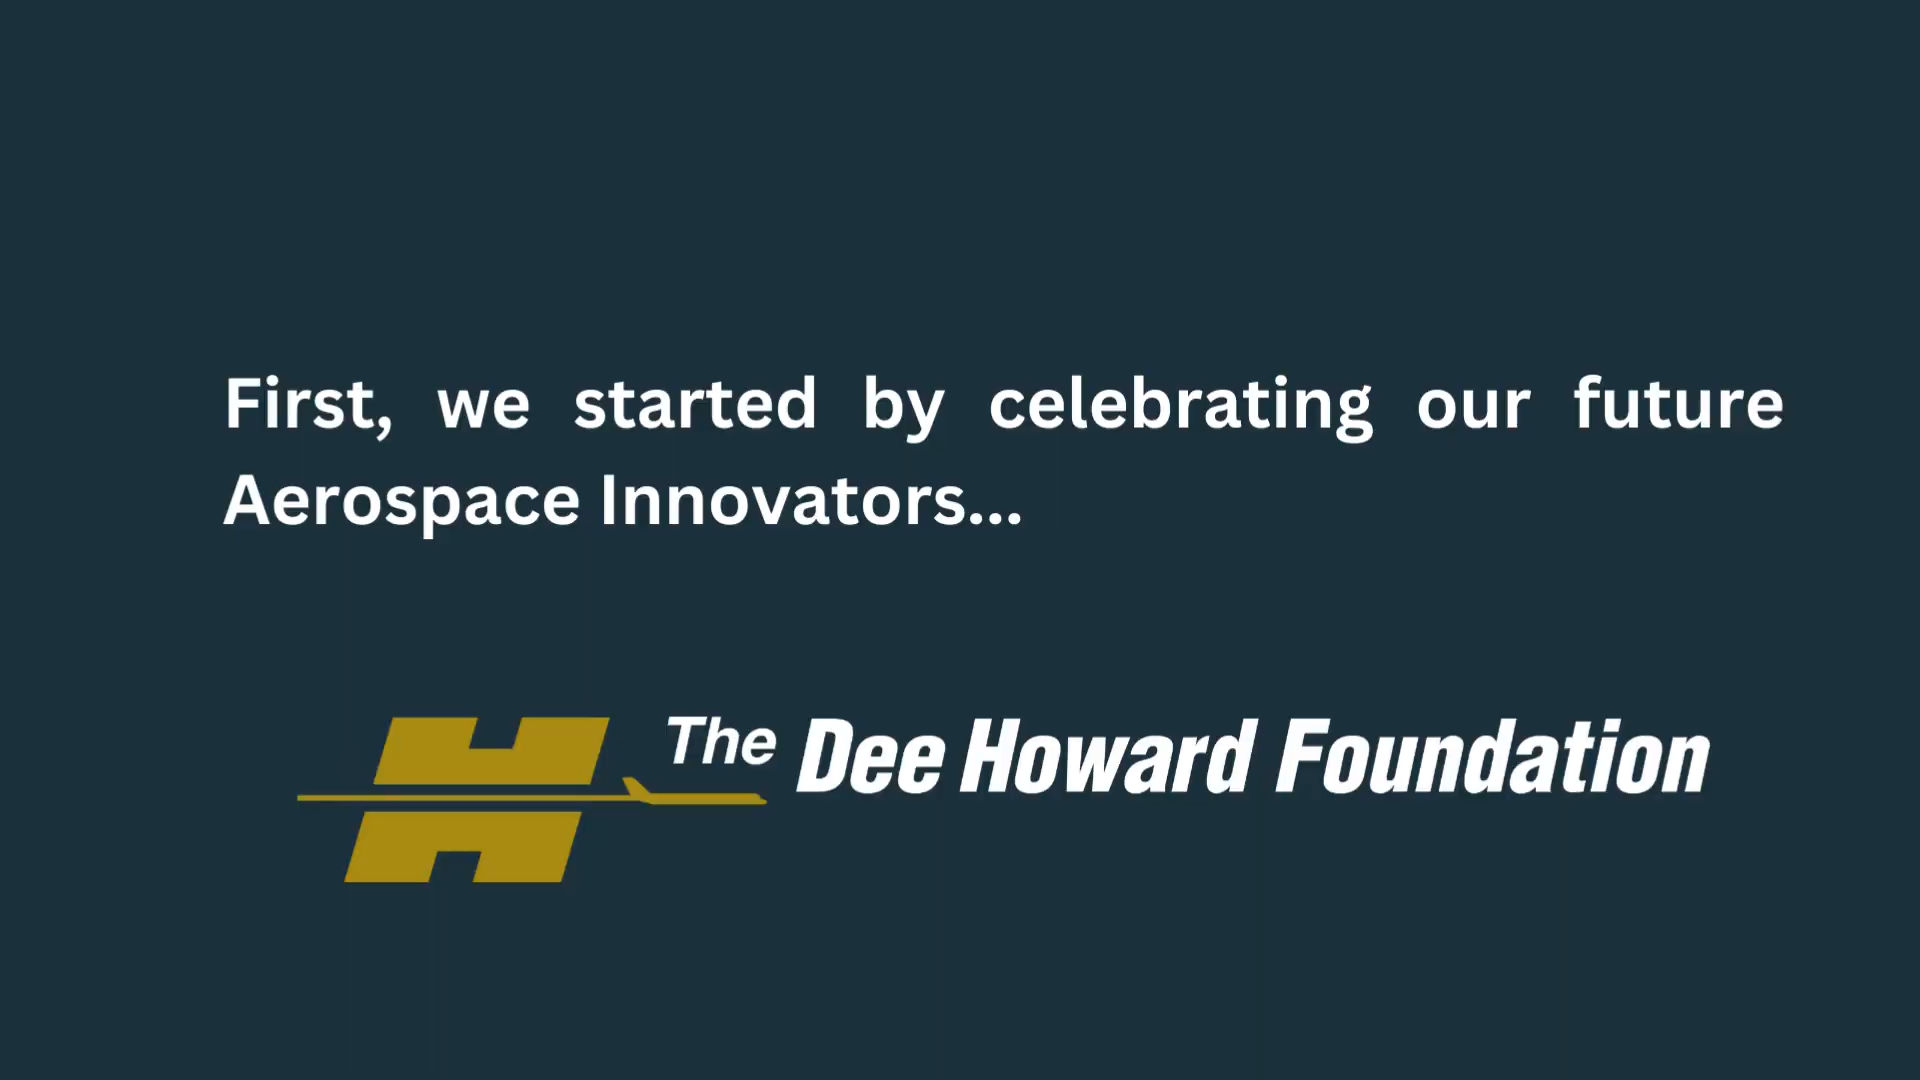 First, we started by celebrating our future
Aerospace Innovators...
The Dee Howard Foundation